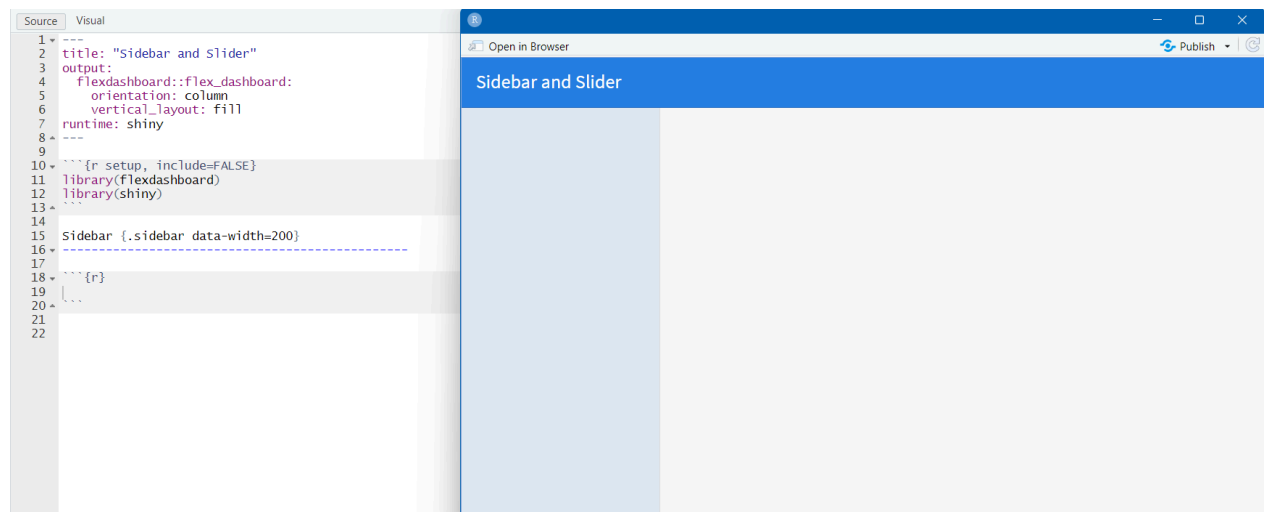 Source Visual
1 ---
2 title: "Sidebar and Slider"
3 output:
4   flexdashboard::flex_dashboard:
5     orientation: column
6     vertical_layout: fill
7 runtime: shiny
8 ---
9
10 ```{r setup, include=FALSE}
11 library(flexdashboard)
12 library(shiny)
13 ```
14
15 Sidebar {.sidebar data-width=200}
16 -----------------------------------------------
17
18 ```{r}
19
20 ```
21
22
R
Open in Browser
Publish
Sidebar and Slider